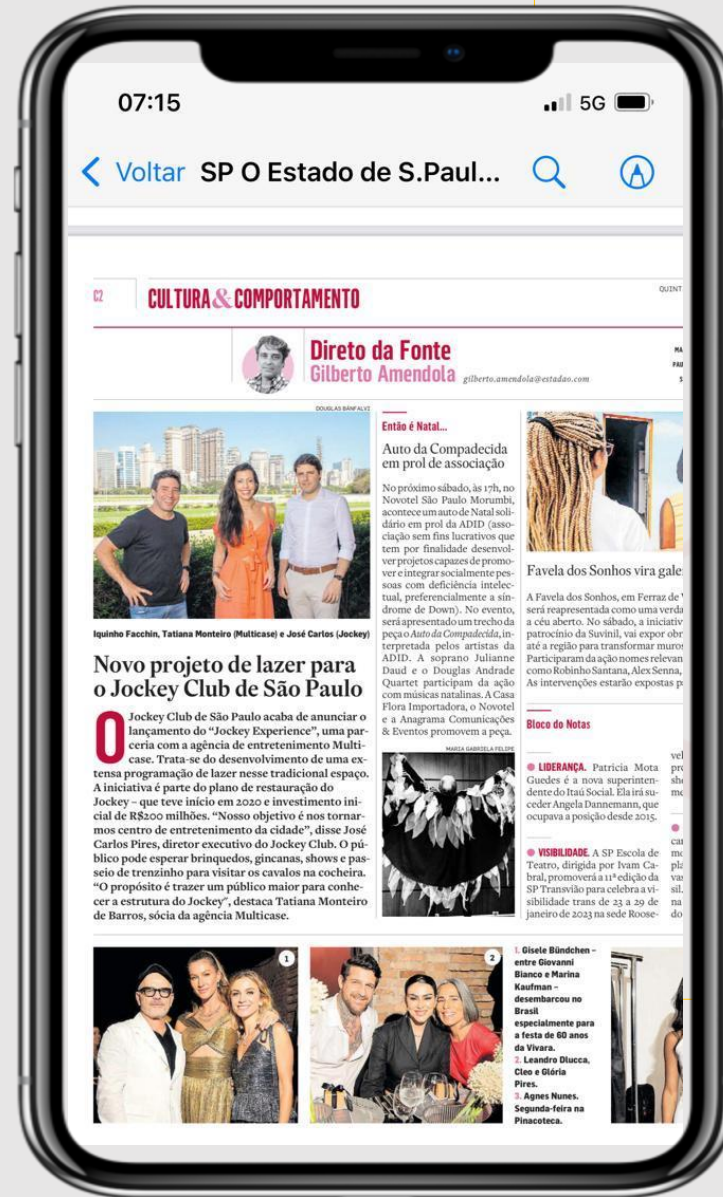 07:15
5G
Voltar SP O Estado de S.Paul...
C2
CULTURA & COMPORTAMENTO
QUINT
Direto da Fonte
Gilberto Amendola gilberto.amendola@estadao.com
MA
PAU
S
DOUGLAS BÁNFALVI
Iquinho Facchin, Tatiana Monteiro (Multicase) e José Carlos (Jockey)
Novo projeto de lazer para
o Jockey Club de São Paulo
O Jockey Club de São Paulo acaba de anunciar o
lançamento do “Jockey Experience”, uma par-
ceria com a agência de entretenimento Multi-
case. Trata-se do desenvolvimento de uma ex-
tensa programação de lazer nesse tradicional espaço.
A iniciativa é parte do plano de restauração do
Jockey – que teve início em 2020 e investimento ini-
cial de R$200 milhões. “Nosso objetivo é nos tornar-
mos centro de entretenimento da cidade”, disse José
Carlos Pires, diretor executivo do Jockey Club. O pú-
blico pode esperar brinquedos, gincanas, shows e pas-
seio de trenzinho para visitar os cavalos na cocheira.
“O propósito é trazer um público maior para conhe-
cer a estrutura do Jockey”, destaca Tatiana Monteiro
de Barros, sócia da agência Multicase.
Então é Natal...
Auto da Compadecida
em prol de associação
No próximo sábado, às 17h, no
Novotel São Paulo Morumbi,
acontece um auto de Natal soli-
dário em prol da ADID (asso-
ciação sem fins lucrativos que
tem por finalidade desenvol-
ver projetos capazes de promo-
ver e integrar socialmente pes-
soas com deficiência intelec-
tual, preferencialmente a sín-
drome de Down). No evento,
será apresentado um trecho da
peça o Auto da Compadecida, in-
terpretada pelos artistas da
ADID. A soprano Julianne
Daud e o Douglas Andrade
Quartet participam da ação
com músicas natalinas. A Casa
Flora Importadora, o Novotel
e a Anagrama Comunicações
& Eventos promovem a peça.
MARIA GABRIELA FELIPE
Favela dos Sonhos vira gale
A Favela dos Sonhos, em Ferraz de
será reapresentada como uma verda
a céu aberto. No sábado, a iniciativ
patrocínio da Suvinil, vai expor obr
até a região para transformar muros
Participaram da ação nomes relevan
como Robinho Santana, Alex Senna,
As intervenções estarão expostas p
Bloco do Notas
LIDERANÇA. Patricia Mota
Guedes é a nova superinten-
dente do Itaú Social. Ela irá su-
ceder Angela Dannemann, que
ocupava a posição desde 2015.
VISIBILIDADE. A SP Escola de
Teatro, dirigida por Ivam Ca-
bral, promoverá a 11ª edição da
SP Transvião para celebra a vi-
sibilidade trans de 23 a 29 de
janeiro de 2023 na sede Roose-
vel
pro
sho
me
car
mo
pla
vas
sil.
na
do
1
2
1. Gisele Bündchen –
entre Giovanni
Bianco e Marina
Kaufman –
desembarcou no
Brasil
especialmente para
a festa de 60 anos
da Vivara.
2. Leandro Dlucca,
Cleo e Glória
Pires.
3. Agnes Nunes.
Segunda-feira na
Pinacoteca.